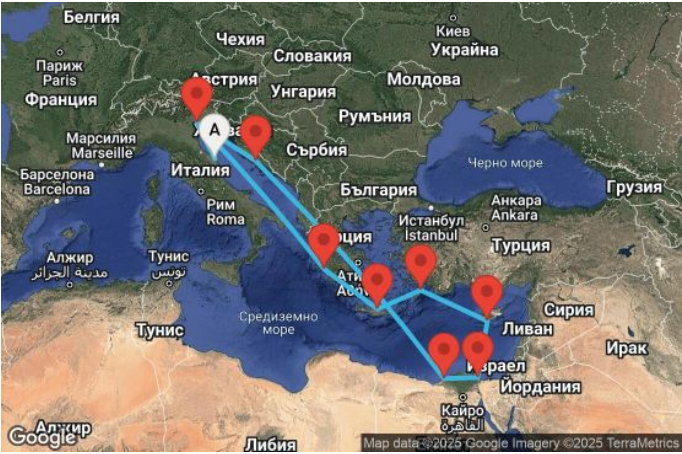 Белгия
Киев
Чехия
Украйна
Париж
Paris
Словакия
Австрия
Молдова
Франция
Унгария
Румъния
Марсилия
Marseille
Сърбия
A
Италия
Черно море
Барселона
Barcelona
България
Грузия
Рим
Roma
Анкара
Ankara
Истанбул
İstanbul
Турция
Алжир
مدينة الجزائر
Тунис
تونس
Средиземно
море
Сирия
Ливан
Тунис
Ирак
Израел
Йордания
Кайро
القاهرة
Алжир
Google
Либия
Map data ©2025 Google Imagery ©2025 TerraMetrics